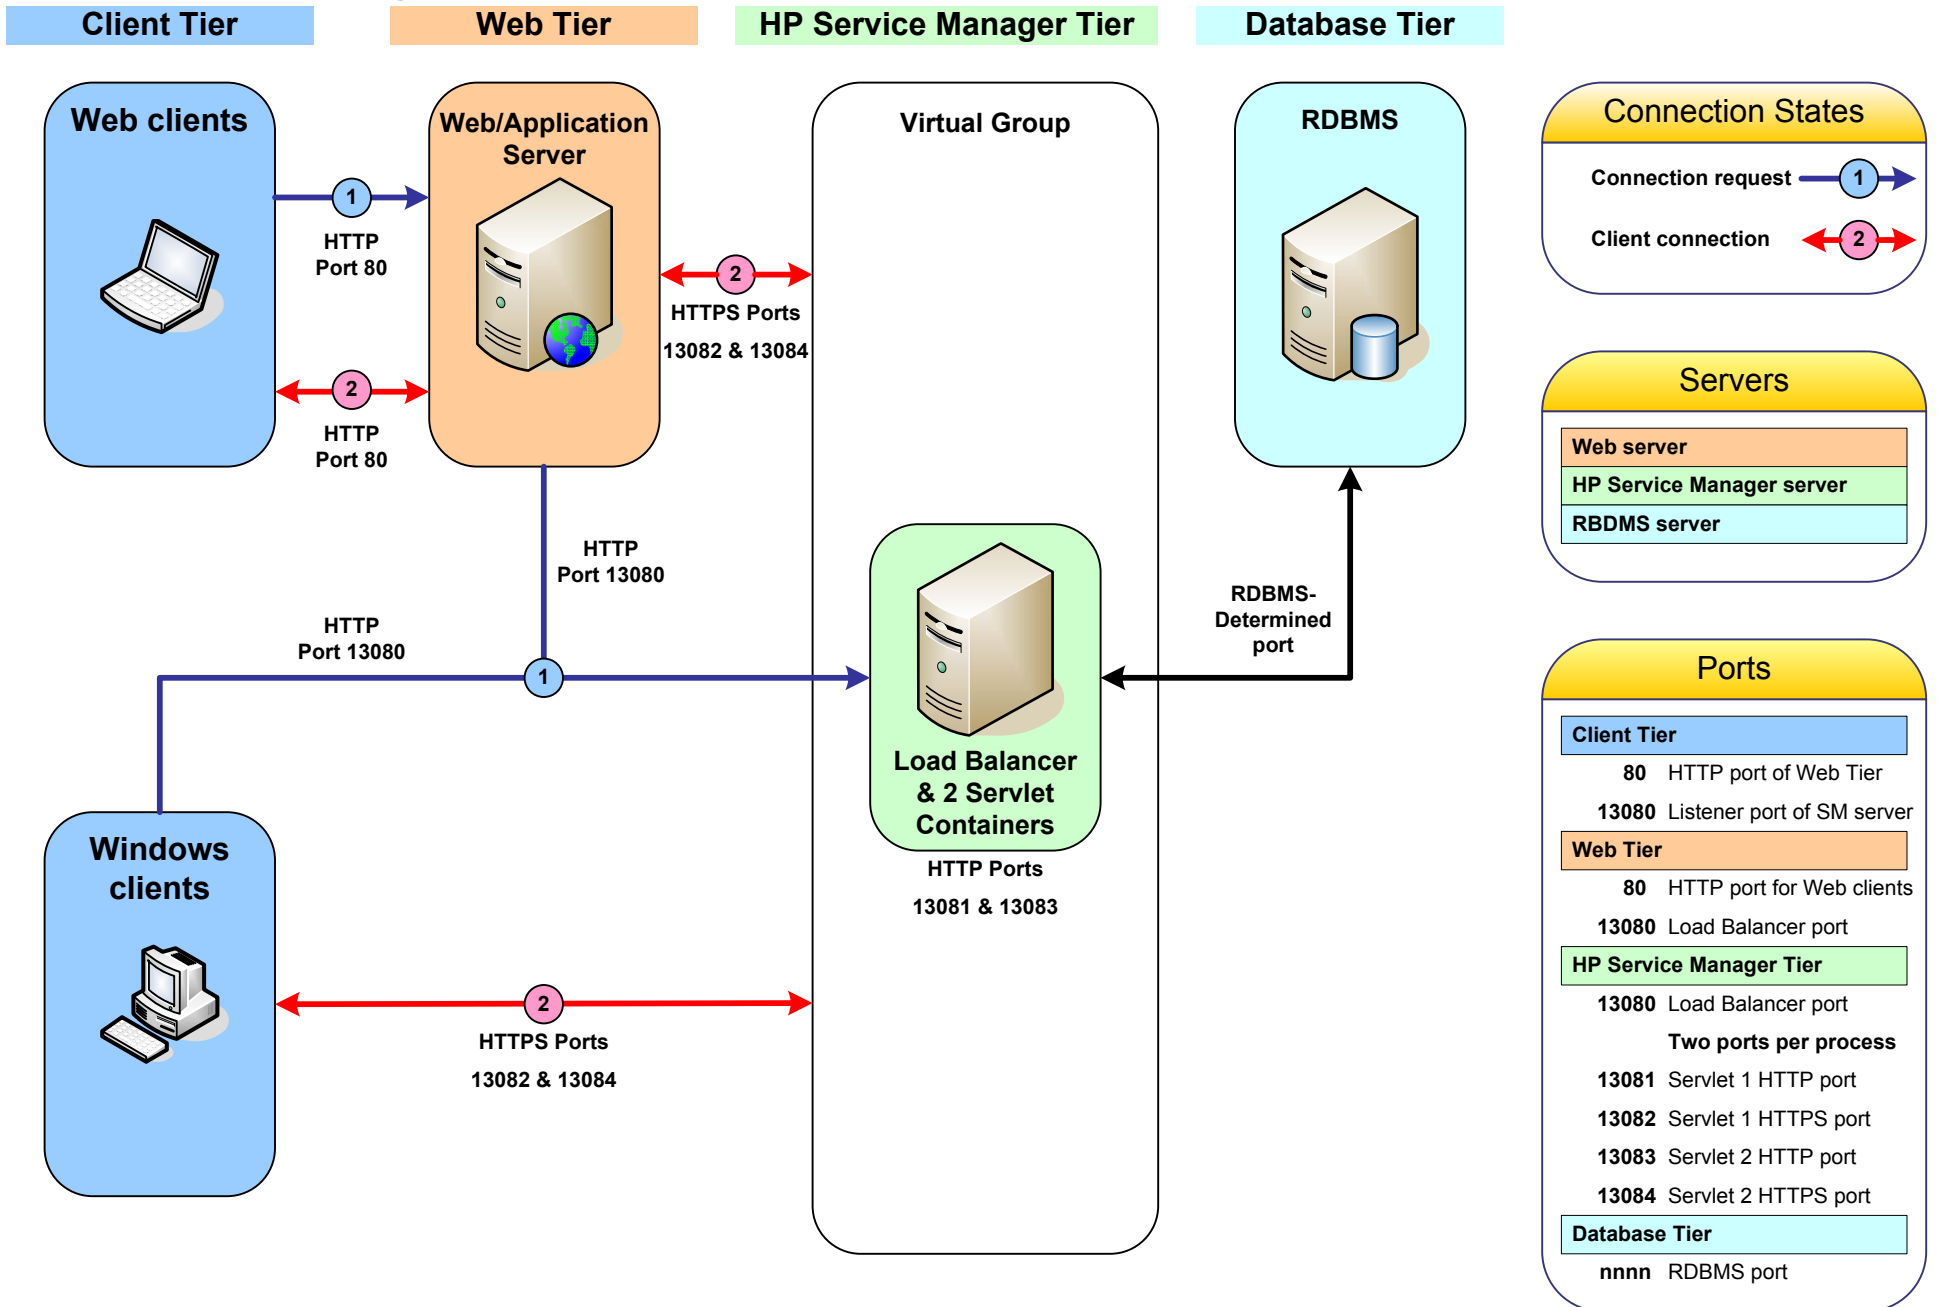 Client Tier
Web Tier
HP Service Manager Tier
Database Tier
Web clients
1
HTTP
Port 80
2
HTTP
Port 80
Web/Application
Server
2
HTTPS Ports
13082 & 13084
HTTP
Port 13080
HTTP
Port 13080
1
Windows
clients
2
HTTPS Ports
13082 & 13084
Virtual Group
Load Balancer
& 2 Servlet
Containers
HTTP Ports
13081 & 13083
RDBMS
RDBMS-
Determined
port
Connection States
Connection request 1
Client connection 2
Servers
Web server
HP Service Manager server
RBDMS server
Ports
Client Tier
80 HTTP port of Web Tier
13080 Listener port of SM server
Web Tier
80 HTTP port for Web clients
13080 Load Balancer port
HP Service Manager Tier
13080 Load Balancer port
Two ports per process
13081 Servlet 1 HTTP port
13082 Servlet 1 HTTPS port
13083 Servlet 2 HTTP port
13084 Servlet 2 HTTPS port
Database Tier
nnnn RDBMS port